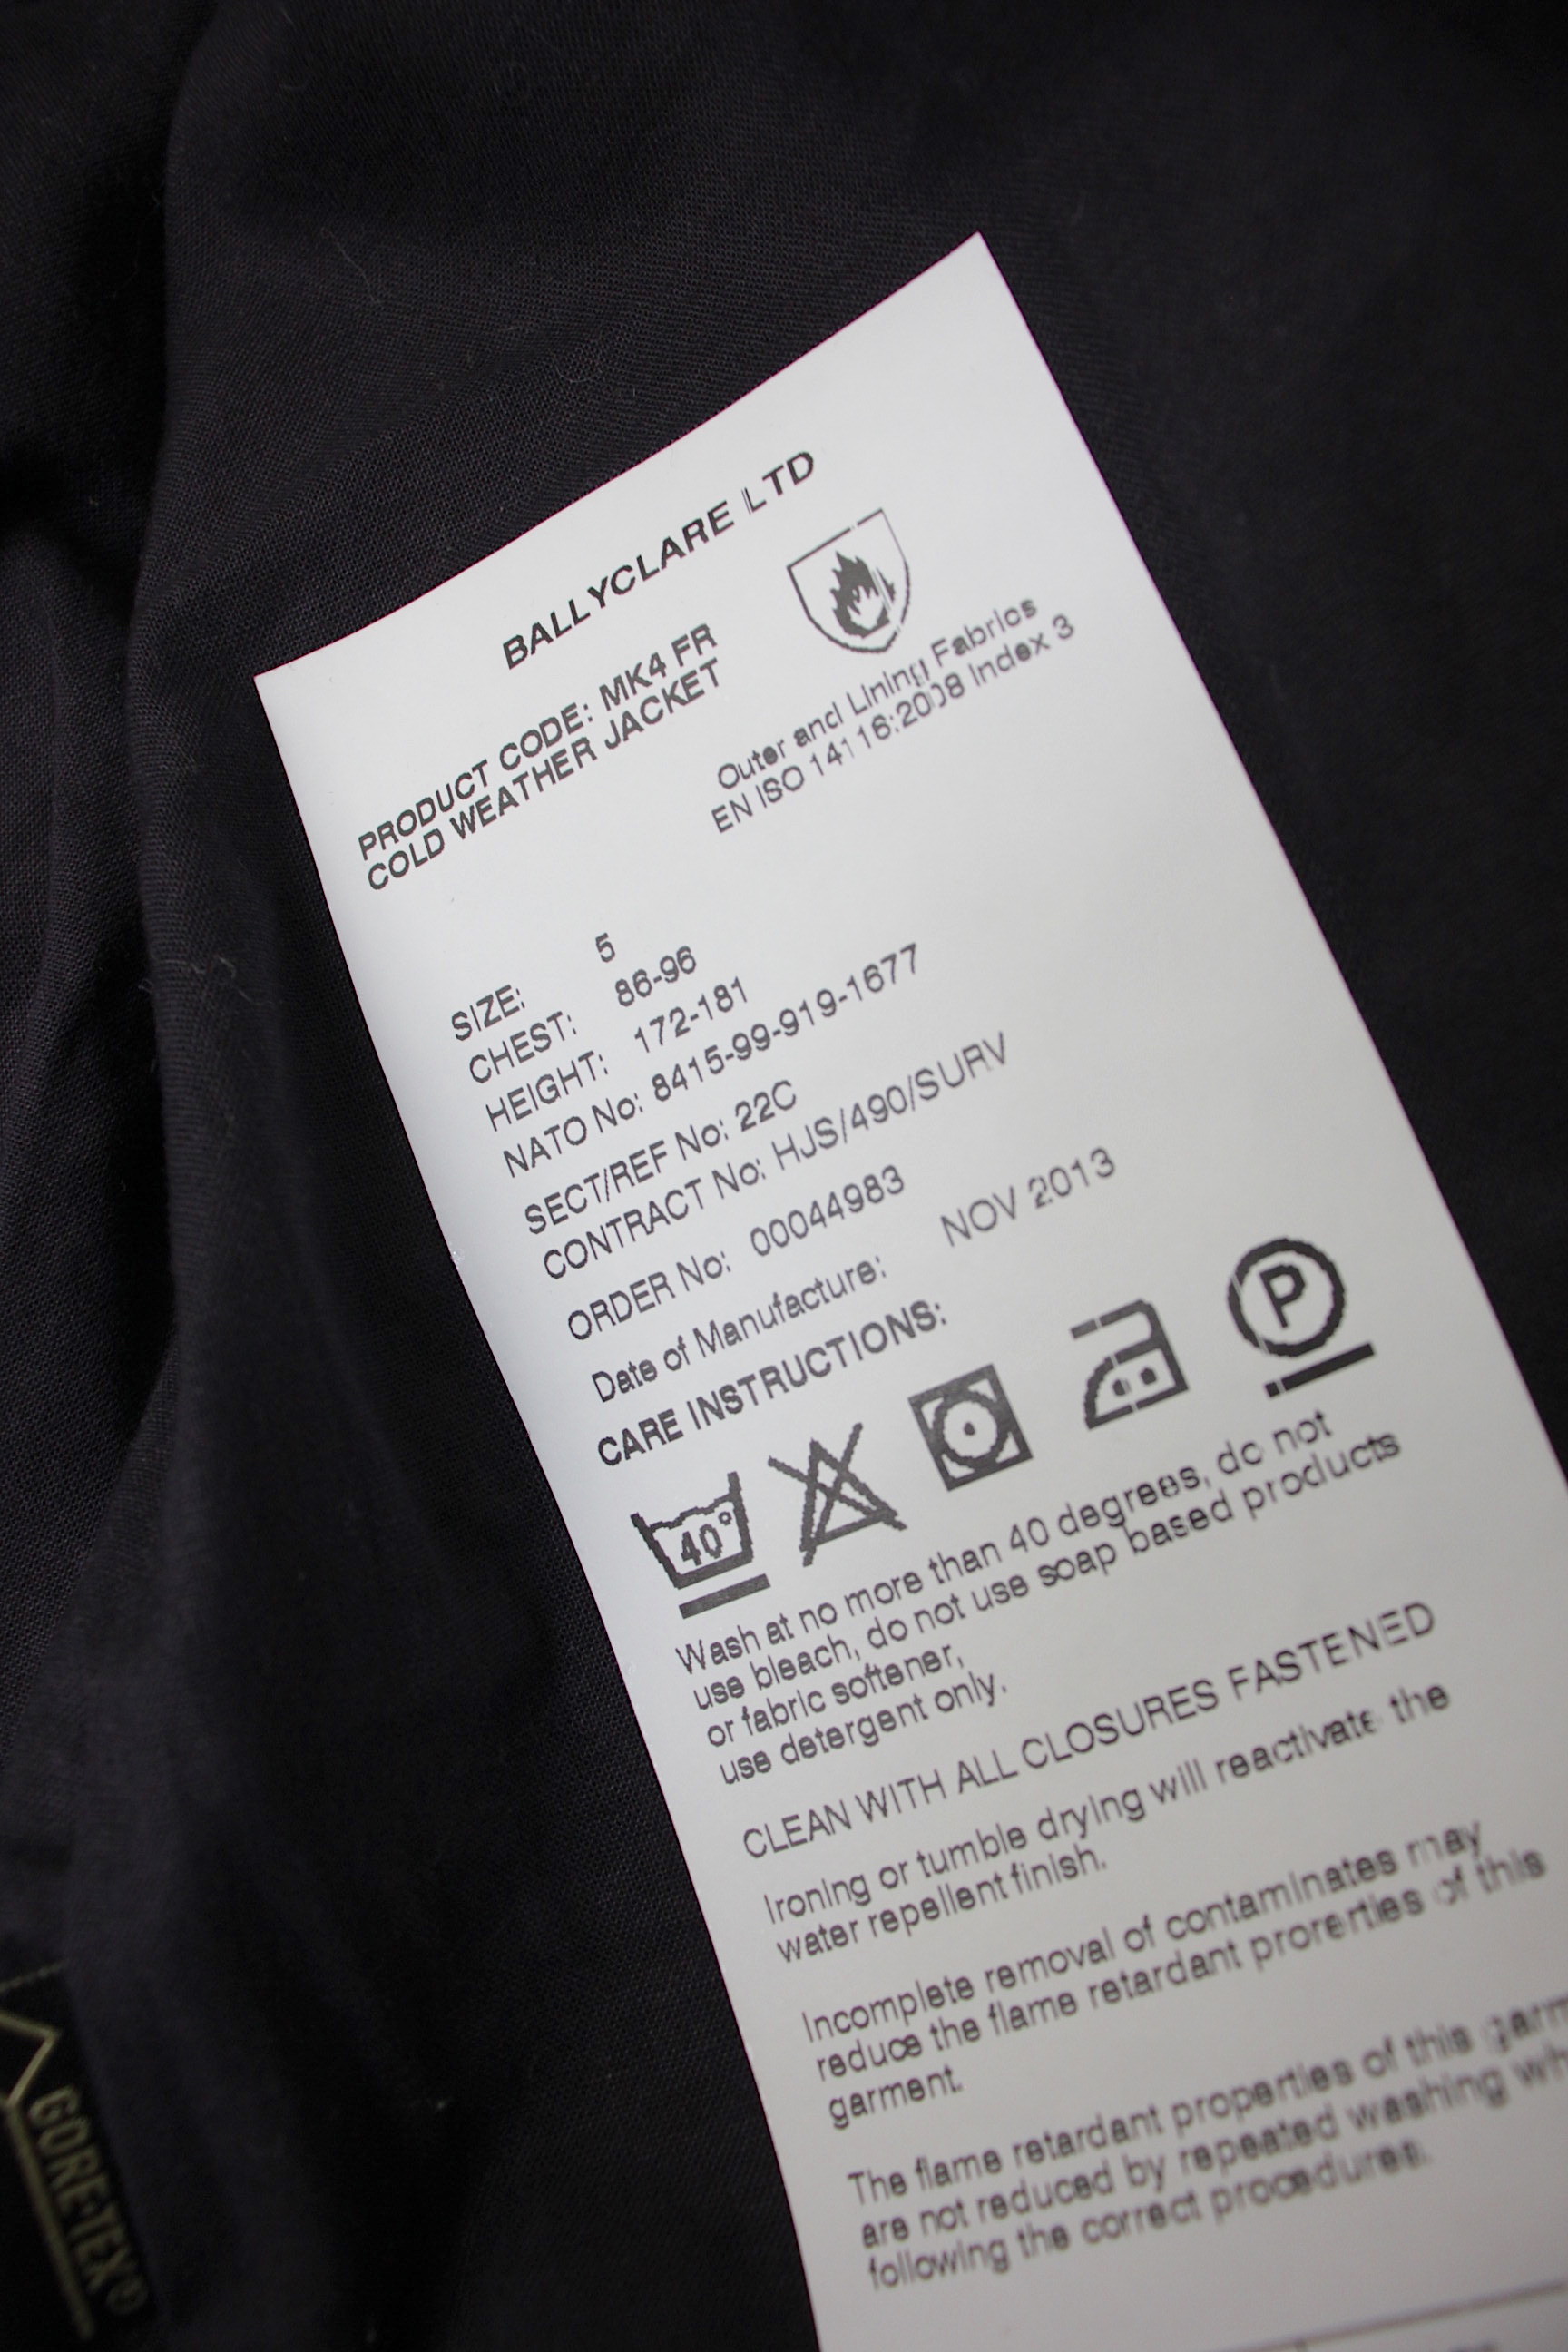 BALLYCLARE LTD
PRODUCT CODE: MK4 FR
COLD WEATHER JACKET
Outer and Lining Fabrics
EN ISO 14116:2008 Index 3
SIZE: 5
CHEST: 86-96
HEIGHT: 172-181
NATO No: 8415-99-919-1677
SECT/REF No: 22C
CONTRACT No: HJS/490/SURV
ORDER No: 00044983
Date of Manufacture: NOV 2013
CARE INSTRUCTIONS:
40°
P
Wash at no more than 40 degrees, do not
use bleach, do not use soap based products
or fabric softener,
use detergent only.
CLEAN WITH ALL CLOSURES FASTENED
Ironing or tumble drying will reactivate the
water repellent finish.
Incomplete removal of contaminates may
reduce the flame retardant properties of this
garment.
The flame retardant properties of this garm
are not reduced by repeated washing wh
following the correct procedures.
GORE-TEX®